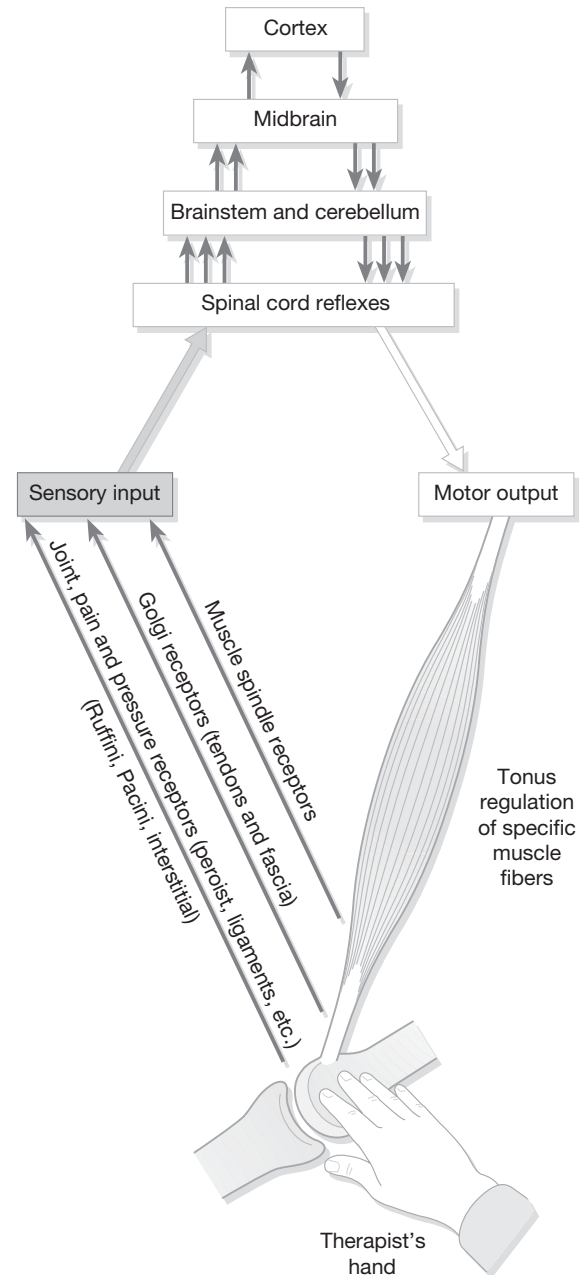 Cortex
Midbrain
Brainstem and cerebellum
Spinal cord reflexes
Sensory input
Motor output
Joint, pain and pressure receptors (peroist, ligaments, etc.)
(Ruffini, Pacini, interstitial)
Golgi receptors (tendons and fascia)
Muscle spindle receptors
Tonus
regulation
of specific
muscle
fibers
Therapist's
hand